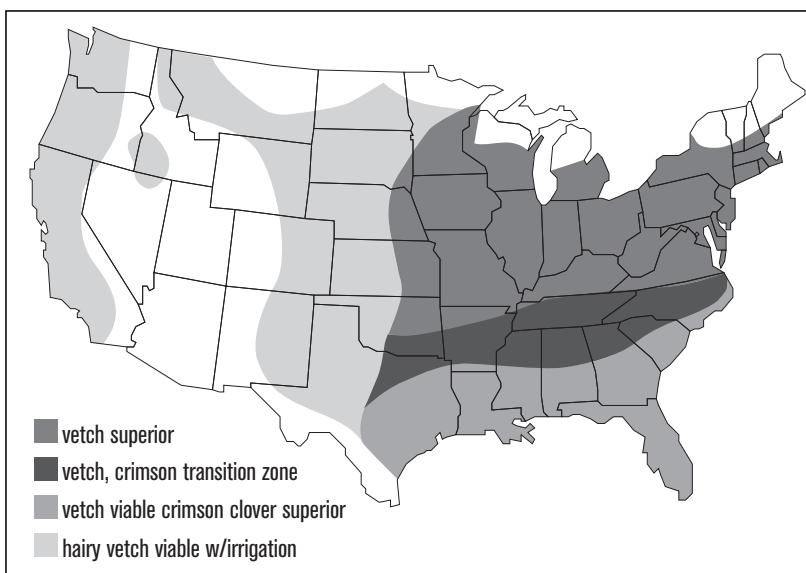 vetch superior
vetch, crimson transition zone
vetch viable crimson clover superior
hairy vetch viable w/irrigation